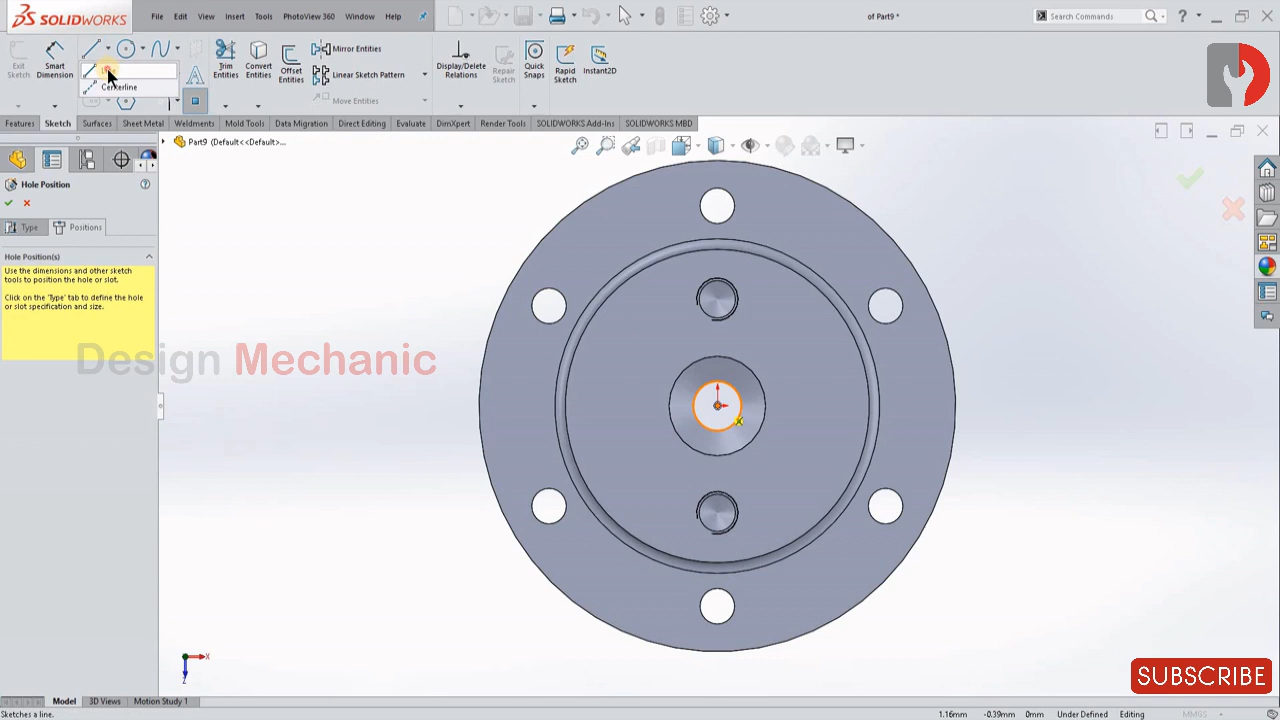 SOLIDWORKS
File Edit View Insert Tools PhotoView 360 Window Help
of Part9 *
Search Commands
Exit Sketch
Smart Dimension
Centerline
Trim Entities
Convert Entities
Offset Entities
Mirror Entities
Linear Sketch Pattern
Move Entities
Display/Delete Relations
Repair Sketch
Quick Snaps
Rapid Sketch
Instant2D
Features Sketch Surfaces Sheet Metal Weldments Mold Tools Data Migration Direct Editing Evaluate DimXpert Render Tools SOLIDWORKS Add-Ins SOLIDWORKS MBD
Part9 (Default<<Default>...
Hole Position
Type Positions
Hole Position(s)
Use the dimensions and other sketch
tools to position the hole or slot.
Click on the 'Type' tab to define the hole
or slot specification and size.
Design Mechanic
X
Z
SUBSCRIBE
Model 3D Views Motion Study 1
Sketches a line.
1.16mm -0.39mm 0mm Under Defined Editing MMGS